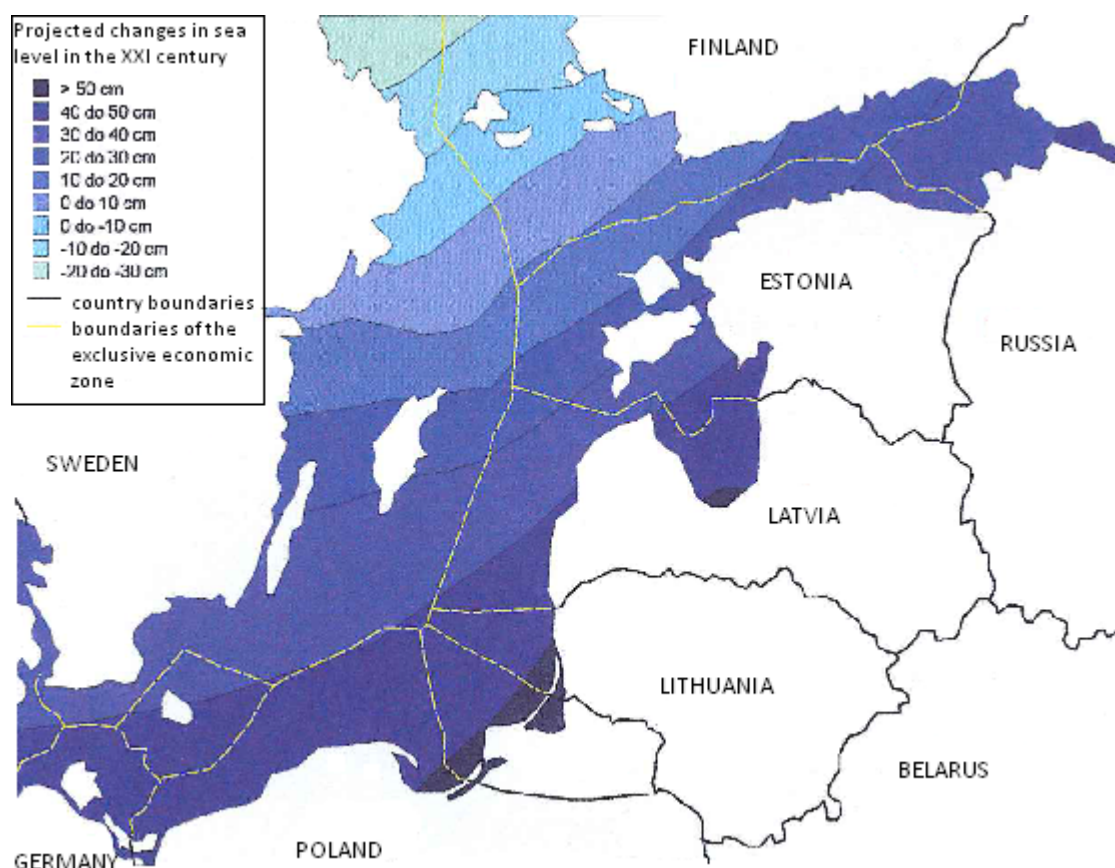 Projected changes in sea
level in the XXI century
> 50 cm
40 do 50 cm
30 do 40 cm
20 do 30 cm
10 do 20 cm
0 do 10 cm
0 do -10 cm
-10 do -20 cm
-20 do -30 cm
country boundaries
boundaries of the
exclusive economic
zone
FINLAND
ESTONIA
RUSSIA
SWEDEN
LATVIA
LITHUANIA
BELARUS
POLAND
GERMANY